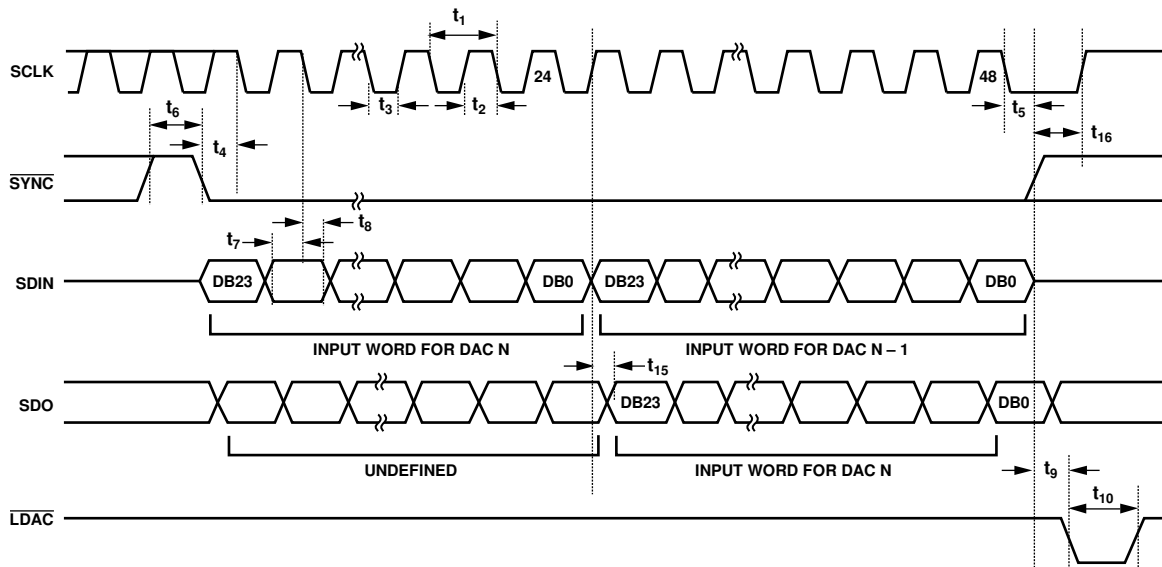 t1
SCLK
24
48
t3
t2
t5
t6
t4
t16
SYNC
t8
t7
SDIN
DB23
DB0
DB23
DB0
INPUT WORD FOR DAC N
INPUT WORD FOR DAC N – 1
t15
SDO
DB23
DB0
UNDEFINED
INPUT WORD FOR DAC N
t9
t10
LDAC